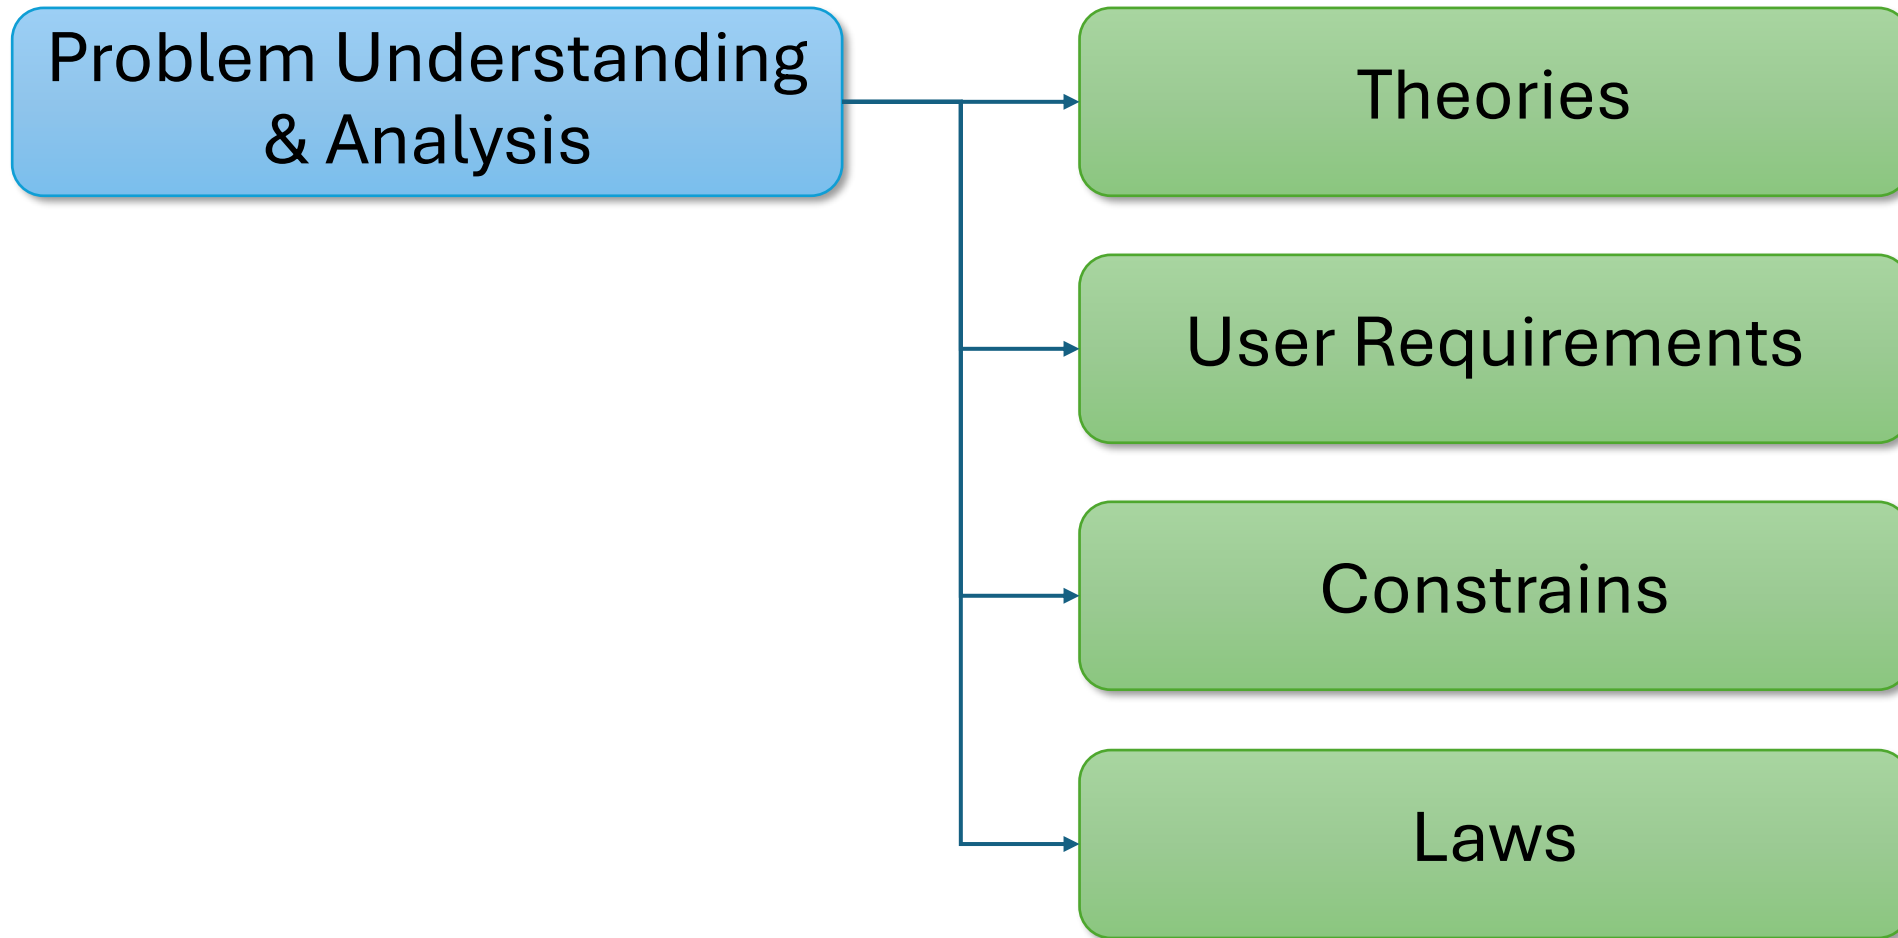 Problem Understanding
& Analysis
Theories
User Requirements
Constrains
Laws